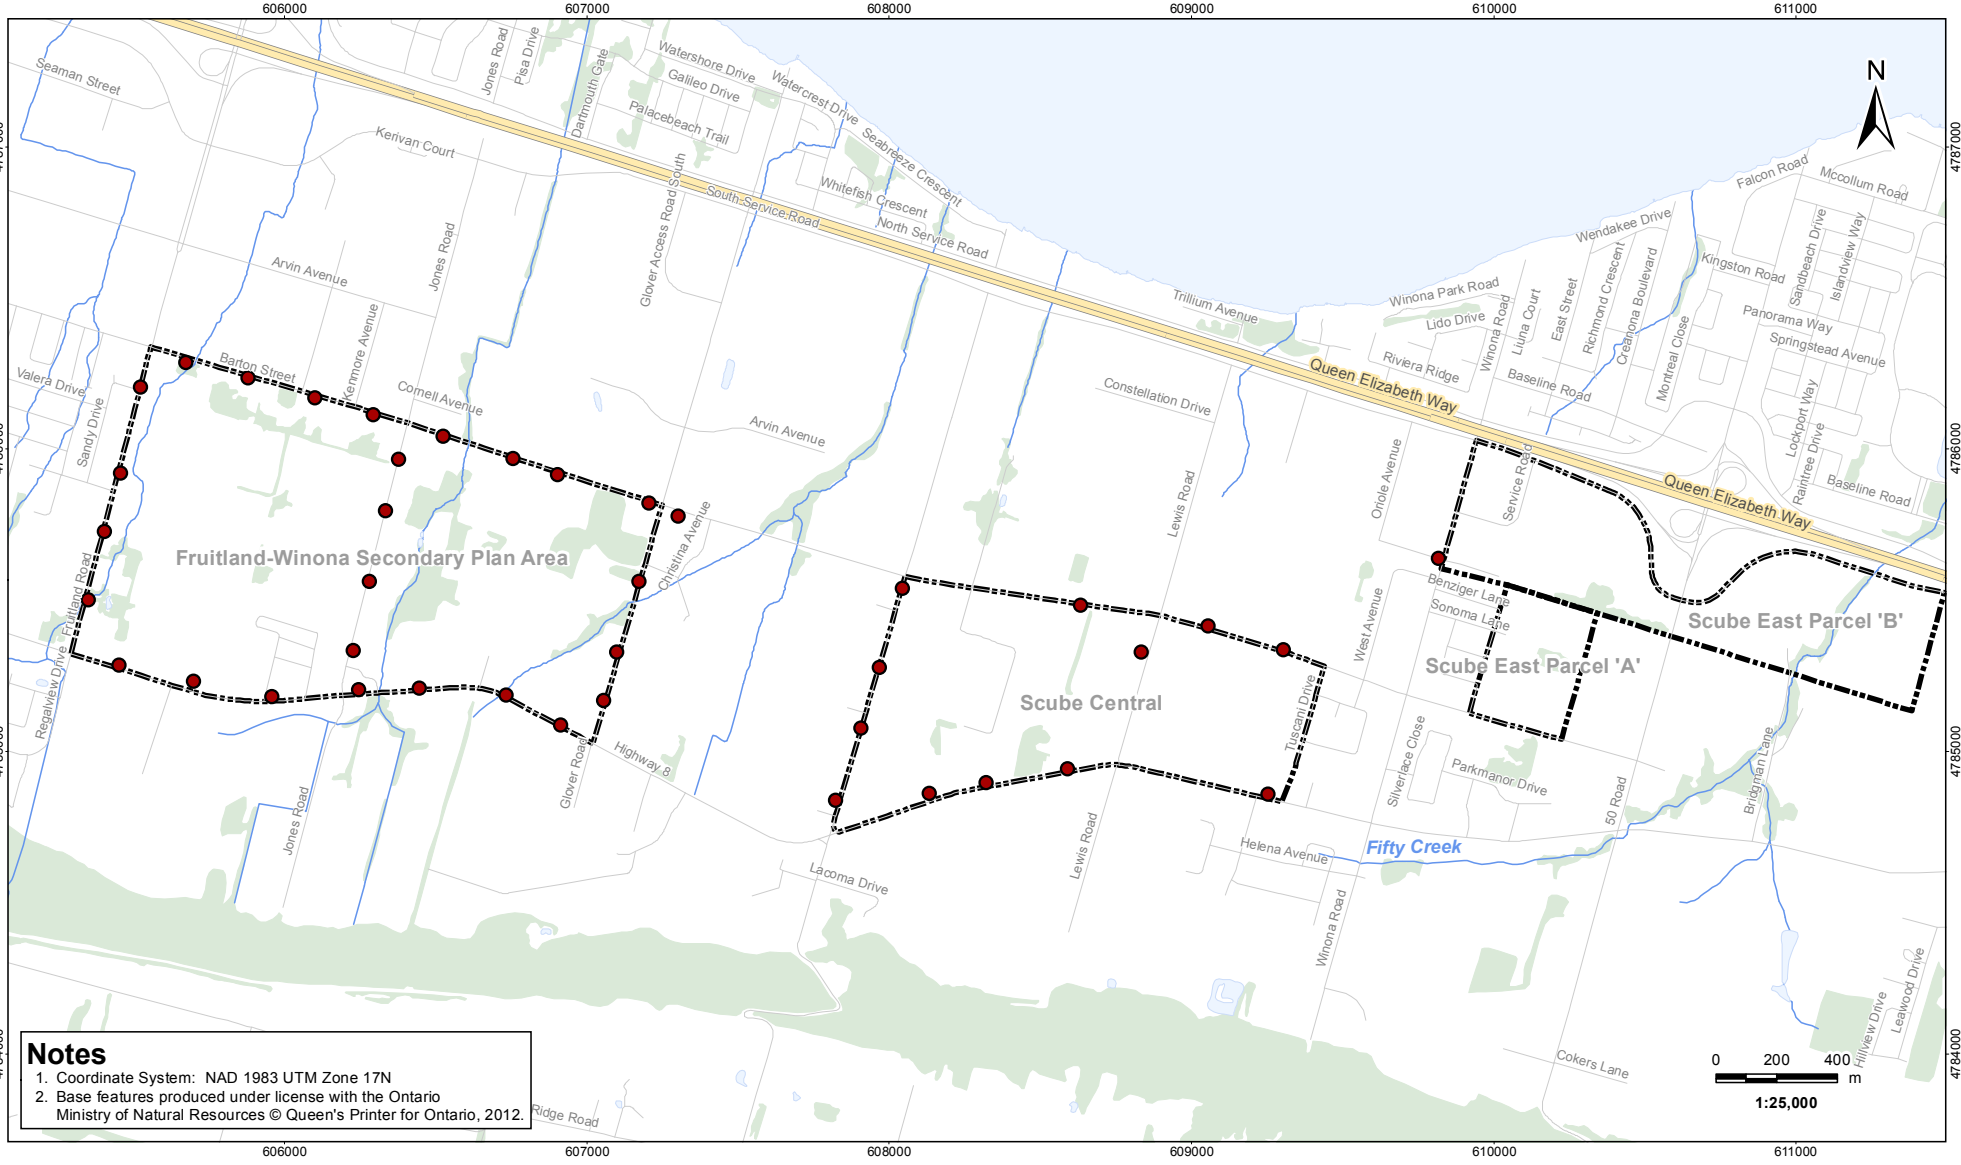 606000
607000
608000
609000
610000
611000
Seaman Street
Jones Road
Pisa Drive
Dartmouth Gate
Watershore Drive
Galileo Drive
Palacebeach Trail
Watercrest Drive
Seabreeze Crescent
N
Kerivan Court
4787000
Falcon Road
Mccollum Road
Glover Access Road South
South Service Road
Whitefish Crescent
North Service Road
Wendakee Drive
Sandbeach Drive
Islandview Way
Jones Road
Arvin Avenue
Kingston Road
Richmond Crescent
Creanona Boulevard
East Street
Trillium Avenue
Winona Park Road
Lido Drive
Winona Road
Liuna Court
Montreal Close
Panorama Way
Springstead Avenue
Barton Street
Kenmore Avenue
Cornell Avenue
Valera Drive
Sandy Drive
Riviera Ridge
Queen Elizabeth Way
Baseline Road
Constellation Drive
Arvin Avenue
Lockport Way
Raintree Drive
4786000
Oriole Avenue
Service Road
Lewis Road
Queen Elizabeth Way
Baseline Road
Christina Avenue
Fruitland-Winona Secondary Plan Area
Fruitland Road
Benziger Lane
Sonoma Lane
West Avenue
Scube East Parcel 'B'
Scube East Parcel 'A'
Regalview Drive
Scube Central
Tuscani Drive
Highway 8
Glover Road
Silverlace Close
Parkmanor Drive
50 Road
Bridgman Lane
4785000
Jones Road
Lewis Road
Helena Avenue
Fifty Creek
Lacoma Drive
Winona Road
Hillview Drive
Leawood Drive
Cokers Lane
4784000
Ridge Road
Notes
1. Coordinate System: NAD 1983 UTM Zone 17N
2. Base features produced under license with the Ontario
Ministry of Natural Resources © Queen's Printer for Ontario, 2012.
0 200 400
m
1:25,000
606000
607000
608000
609000
610000
611000